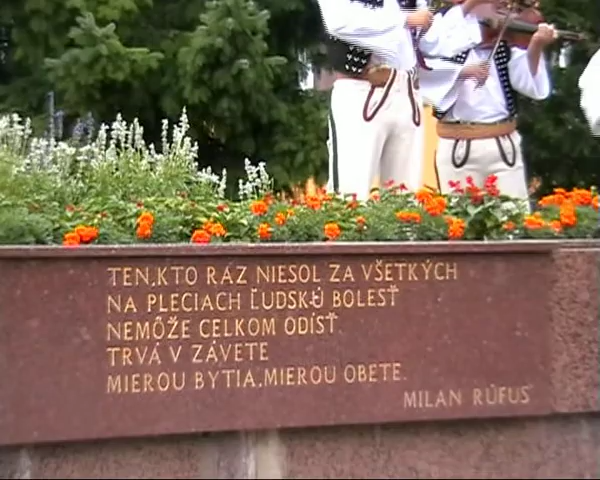 TEN,KTO RAZ NIESOL ZA VŠETKÝCH
NA PLECIACH ĽUDSKÚ BOLESŤ
NEMÔŽE CELKOM ODÍSŤ
TRVÁ V ZÁVETE
MIEROU BYTIA,MIEROU OBETE.
MILAN RÚFUS